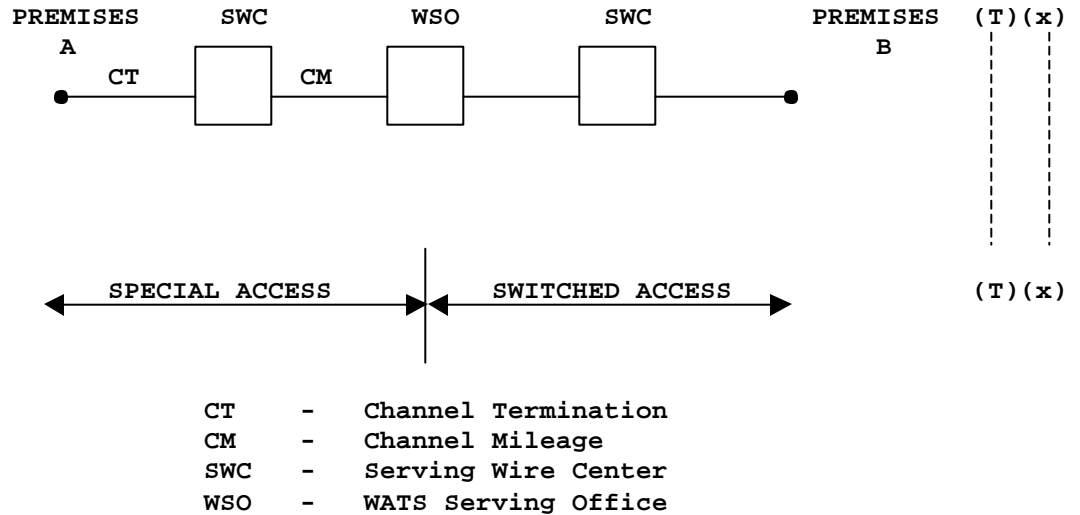 PREMISES SWC WSO SWC PREMISES (T)(x)
A B
CT CM
SPECIAL ACCESS SWITCHED ACCESS (T)(x)
CT - Channel Termination
CM - Channel Mileage
SWC - Serving Wire Center
WSO - WATS Serving Office